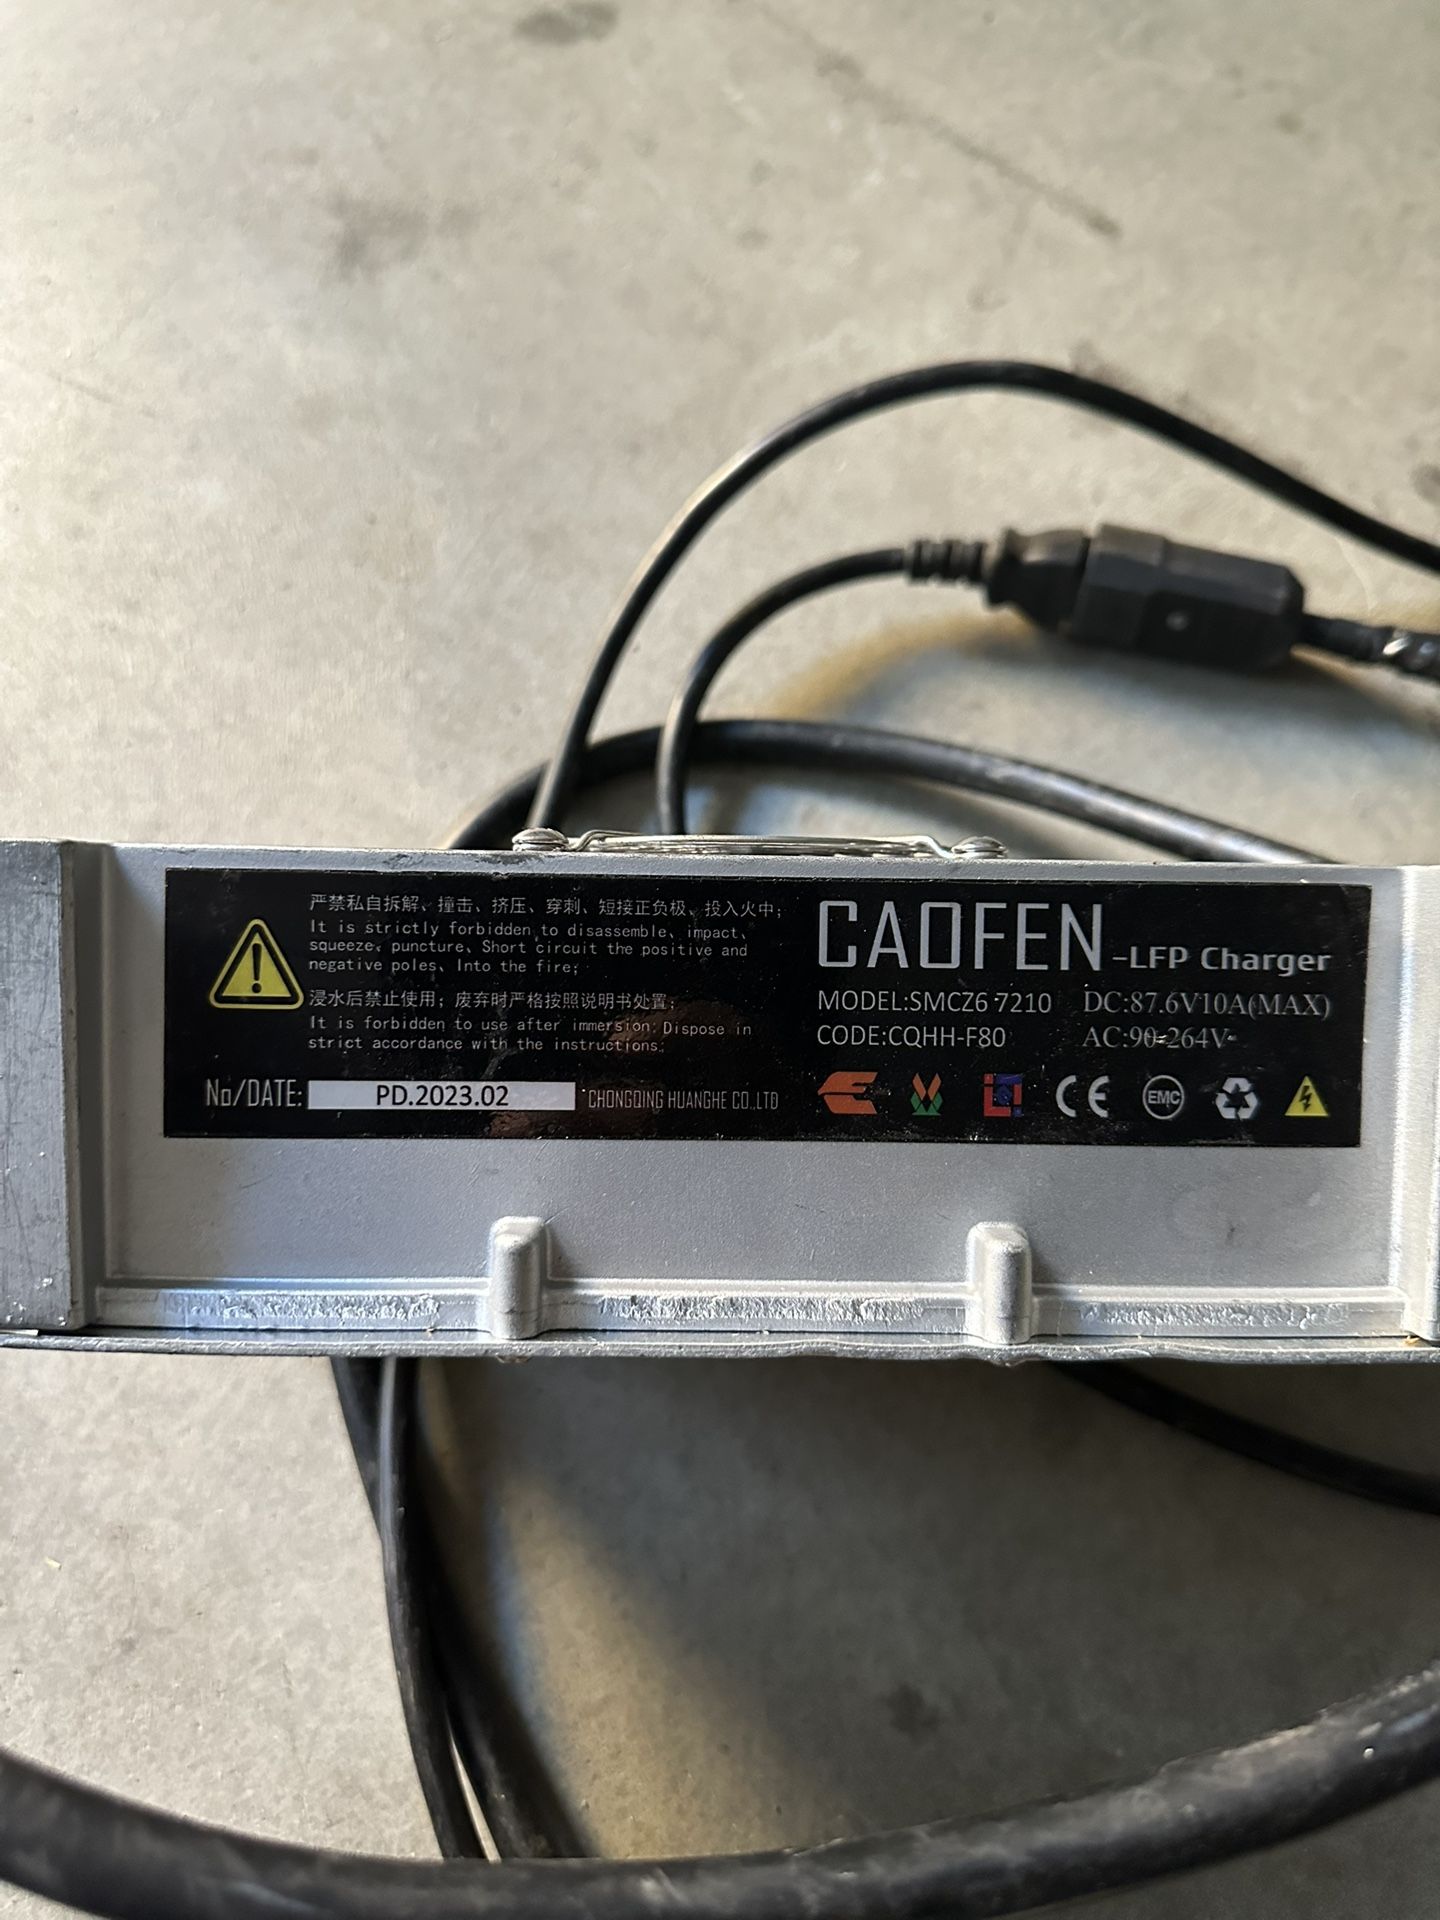 严禁私自拆解、撞击、挤压、穿刺、短接正负极、投入火中；
It is strictly forbidden to disassemble、impact、
squeeze、puncture、Short circuit the positive and
negative poles、Into the fire；
浸水后禁止使用；废弃时严格按照说明书处置；
It is forbidden to use after immersion；Dispose in
strict accordance with the instructions.
No/DATE: PD.2023.02 CHONGQING HUANGHE CO.,LTD
CAOFEN-LFP Charger
MODEL:SMCZ6 7210 DC:87.6V10A(MAX)
CODE:CQHH-F80 AC:90-264V~
CE EMC